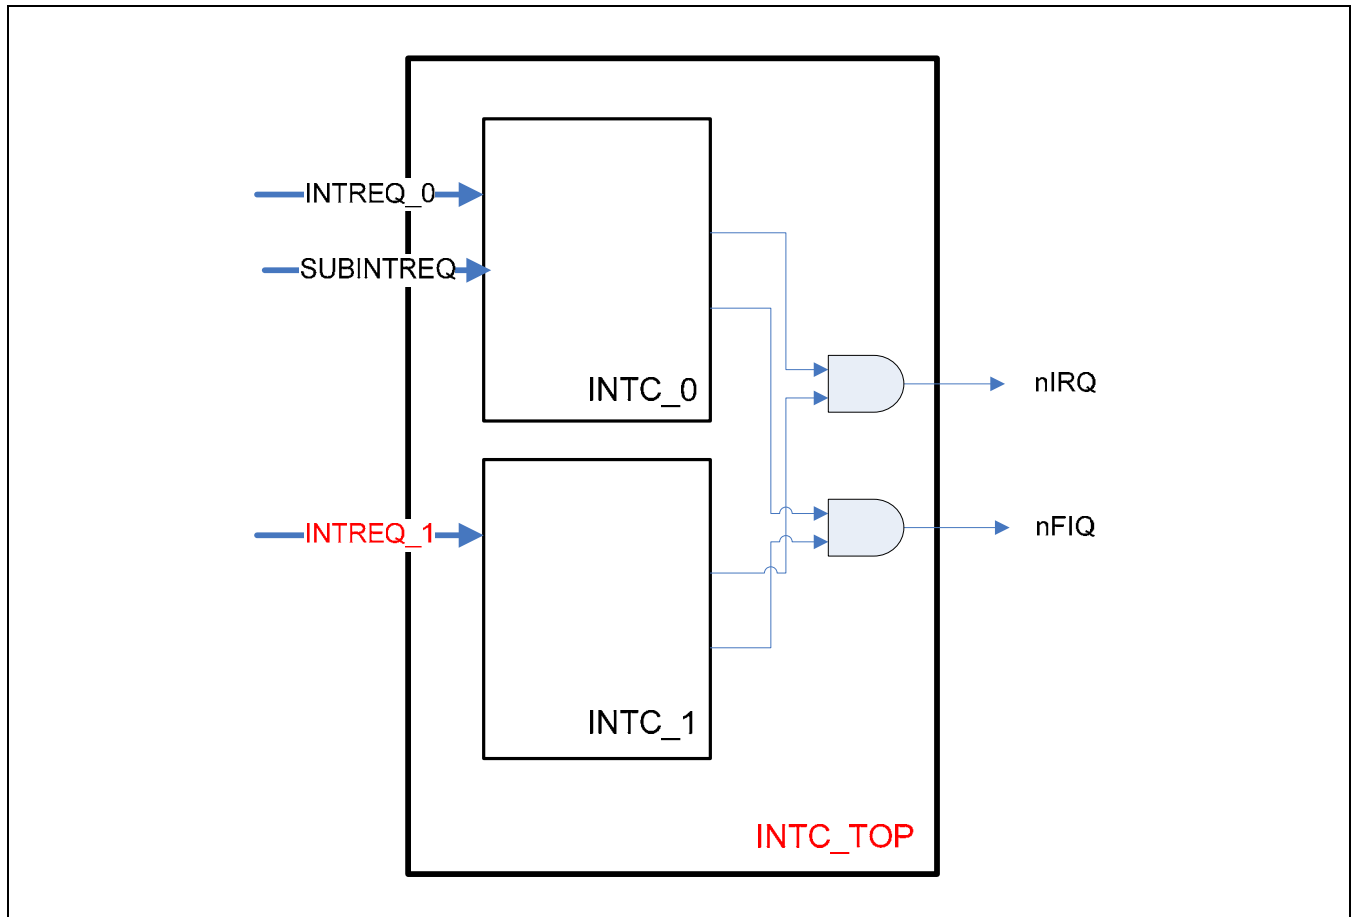 INTREQ_0
SUBINTREQ
INTC_0
nIRQ
INTREQ_1
nFIQ
INTC_1
INTC_TOP